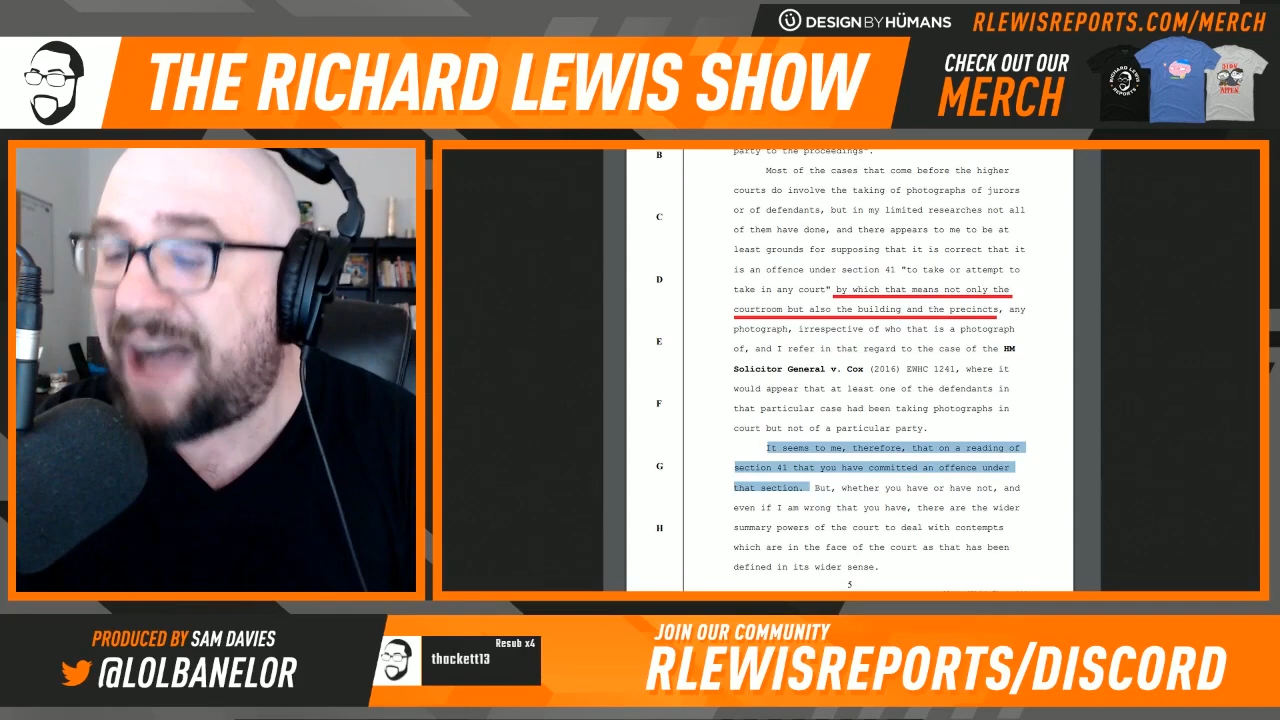 DESIGN BY HÜMANS
RLEWISREPORTS.COM/MERCH
THE RICHARD LEWIS SHOW
CHECK OUT OUR
MERCH
party to the proceedings".
B
Most of the cases that come before the higher
courts do involve the taking of photographs of jurors
or of defendants, but in my limited researches not all
C
of them have done, and there appears to me to be at
least grounds for supposing that it is correct that it
is an offence under section 41 "to take or attempt to
D
take in any court" by which that means not only the
courtroom but also the building and the precincts, any
photograph, irrespective of who that is a photograph
E
of, and I refer in that regard to the case of the HM
Solicitor General v. Cox (2016) EWHC 1241, where it
would appear that at least one of the defendants in
F
that particular case had been taking photographs in
court but not of a particular party.
It seems to me, therefore, that on a reading of
G
section 41 that you have committed an offence under
that section. But, whether you have or have not, and
even if I am wrong that you have, there are the wider
H
summary powers of the court to deal with contempts
which are in the face of the court as that has been
defined in its wider sense.
5
PRODUCED BY SAM DAVIES
@LOLBANELOR
Resub x4
thackett13
JOIN OUR COMMUNITY
RLEWISREPORTS/DISCORD